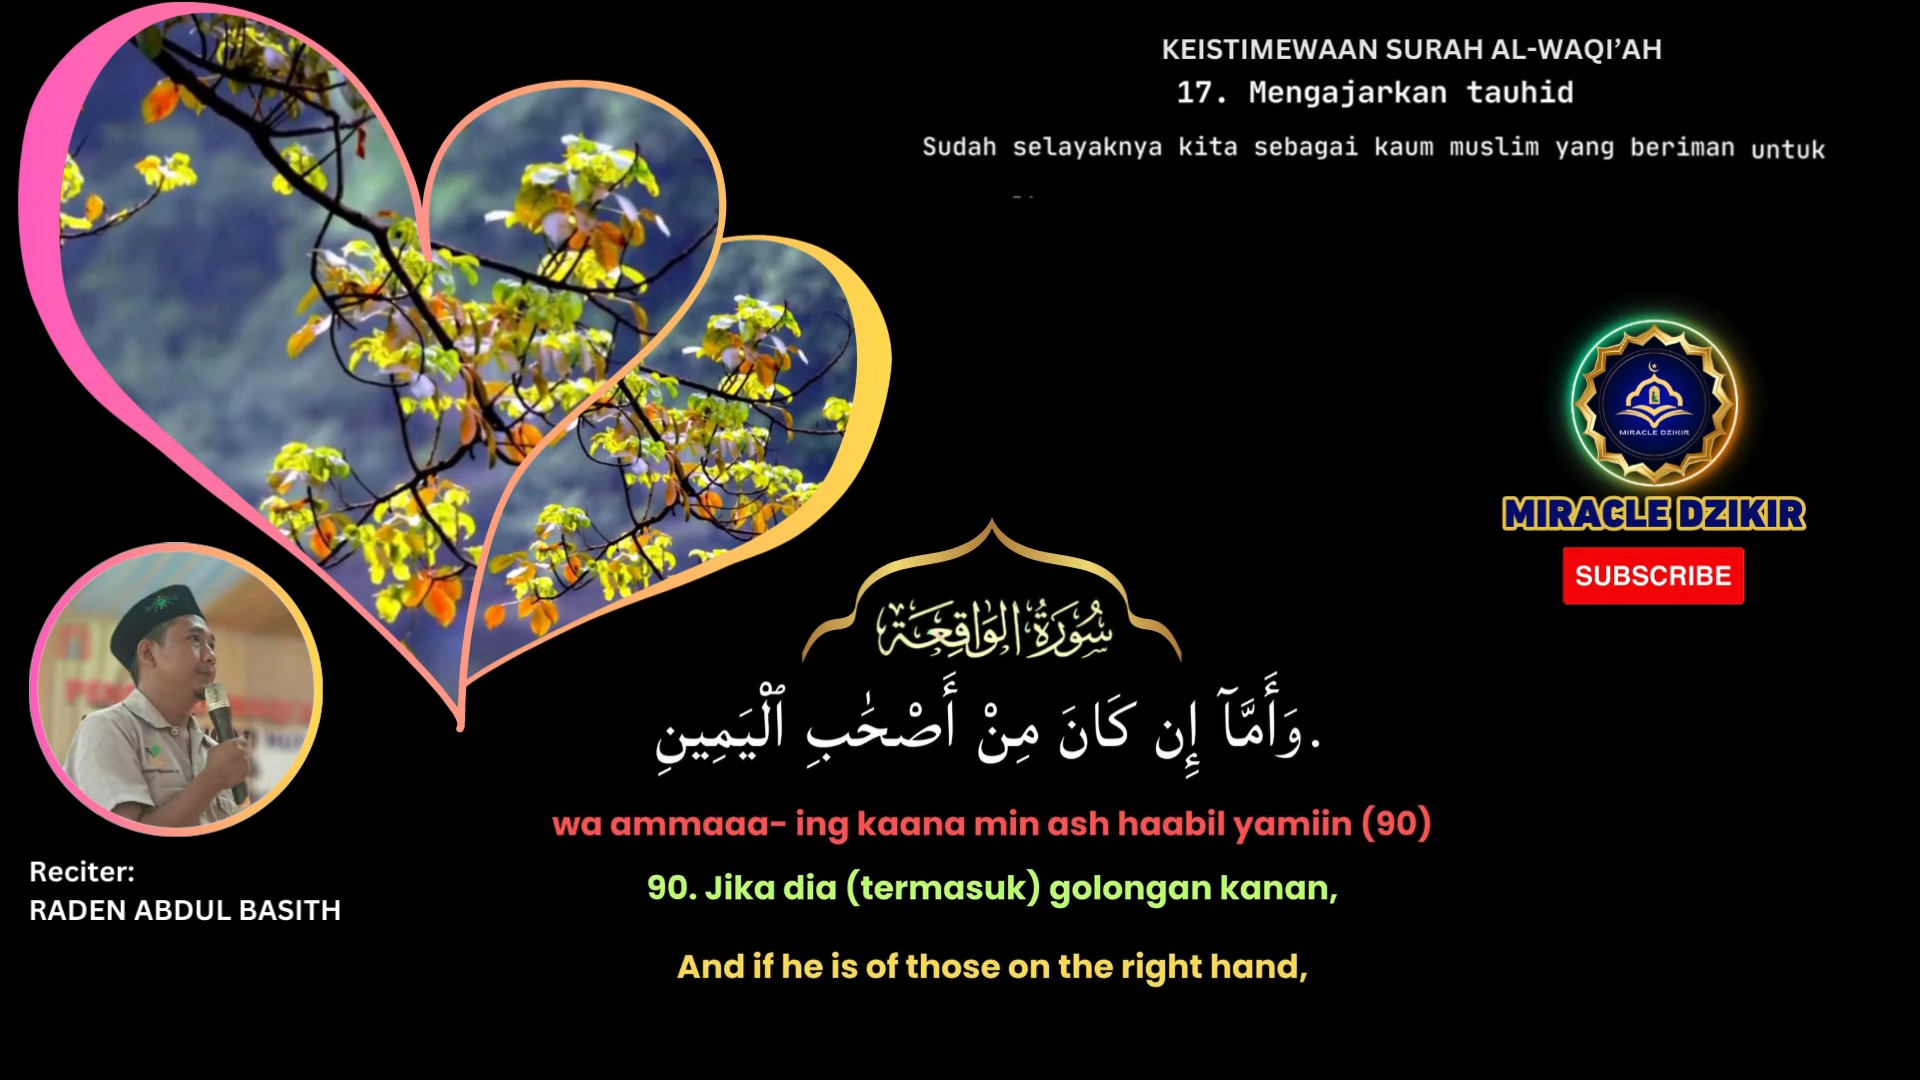 KEISTIMEWAAN SURAH AL-WAQI’AH
17. Mengajarkan tauhid
Sudah selayaknya kita sebagai kaum muslim yang beriman untuk
MIRACLE DZIKIR
MIRACLE DZIKIR
SUBSCRIBE
سُورَةُ الوَاقِعَة
وَأَمَّآ إِن كَانَ مِنْ أَصْحَٰبِ ٱلْيَمِينِ.
wa ammaaa- ing kaana min ash haabil yamiin (90)
90. Jika dia (termasuk) golongan kanan,
And if he is of those on the right hand,
Reciter:
RADEN ABDUL BASITH